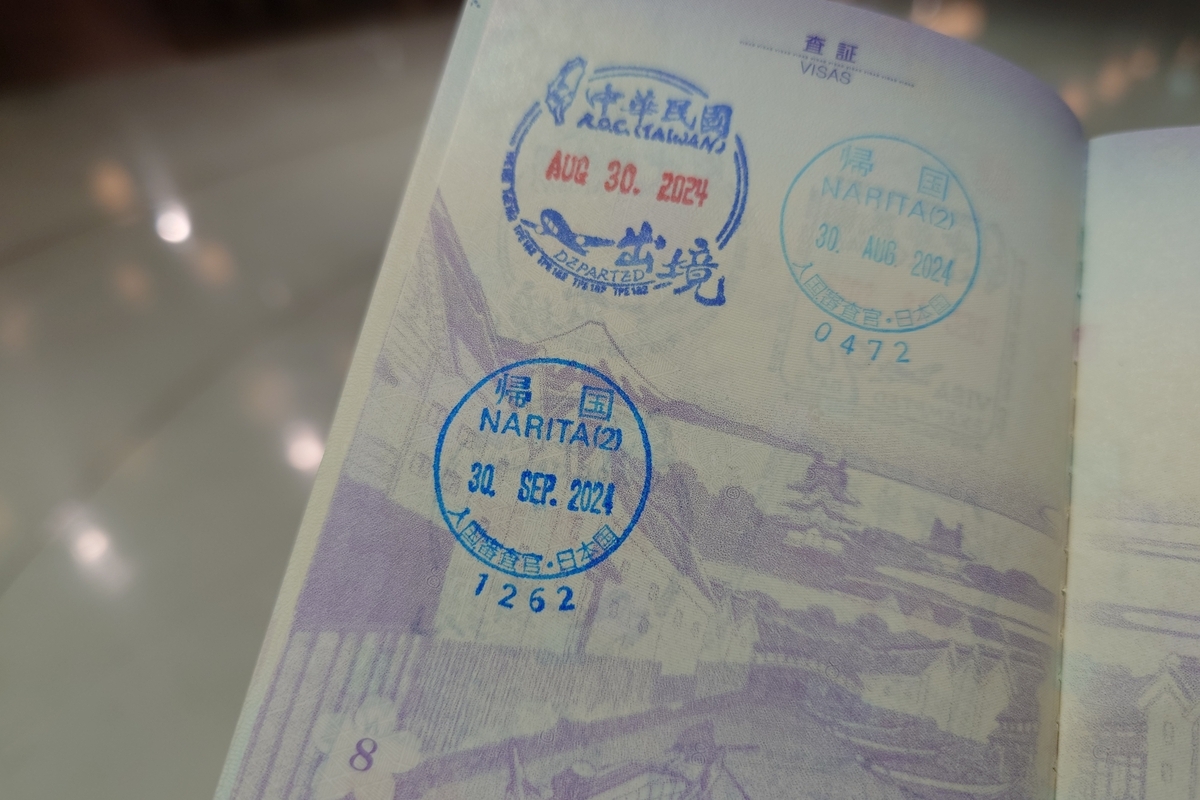 査証
VISAS
中華民國
R.O.C.(TAIWAN)
AUG 30. 2024
出境
DEPARTED
帰 国
NARITA(2)
30. AUG. 2024
入国審査官・日本国
0472
帰 国
NARITA(2)
30. SEP. 2024
入国審査官・日本国
1262
8